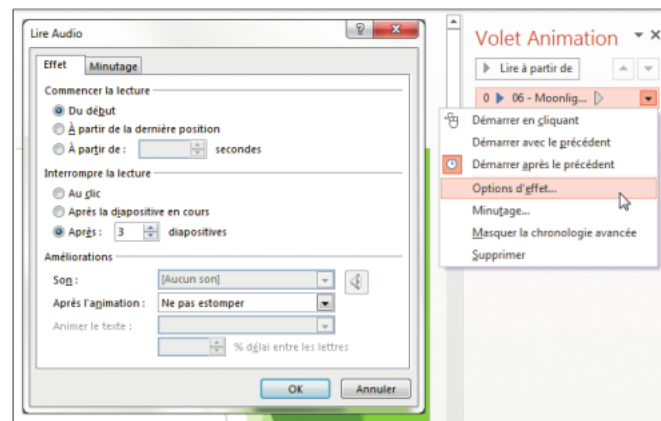 Lire Audio
Effet
Minutage
Commencer la lecture
Du début
À partir de la dernière position
À partir de :
secondes
Interrompre la lecture
Au clic
Après la diapositive en cours
Après : 3 diapositives
Améliorations
Son : [Aucun son]
Après l'animation : Ne pas estomper
Animer le texte :
% délai entre les lettres
OK
Annuler
Volet Animation
Lire à partir de
0 06 - Moonlig...
Démarrer en cliquant
Démarrer avec le précédent
Démarrer après le précédent
Options d'effet...
Minutage...
Masquer la chronologie avancée
Supprimer